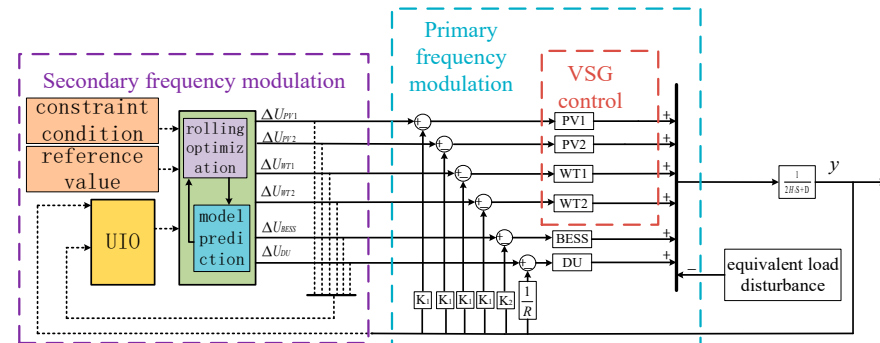 Primary
frequency
modulation
Secondary frequency modulation
VSG
control
constraint
condition
reference
value
UIO
rolling
optimiz
ation
model
predi
ction
ΔU_PV1
ΔU_PV2
ΔU_WT1
ΔU_WT2
ΔU_BESS
ΔU_DU
+
−
+
−
+
−
+
−
+
−
+
−
PV1
PV2
WT1
WT2
BESS
DU
K₁
K₁
K₁
K₁
K₂
1
R
+
+
+
+
+
+
−
1
2H·S+D
y
equivalent load
disturbance